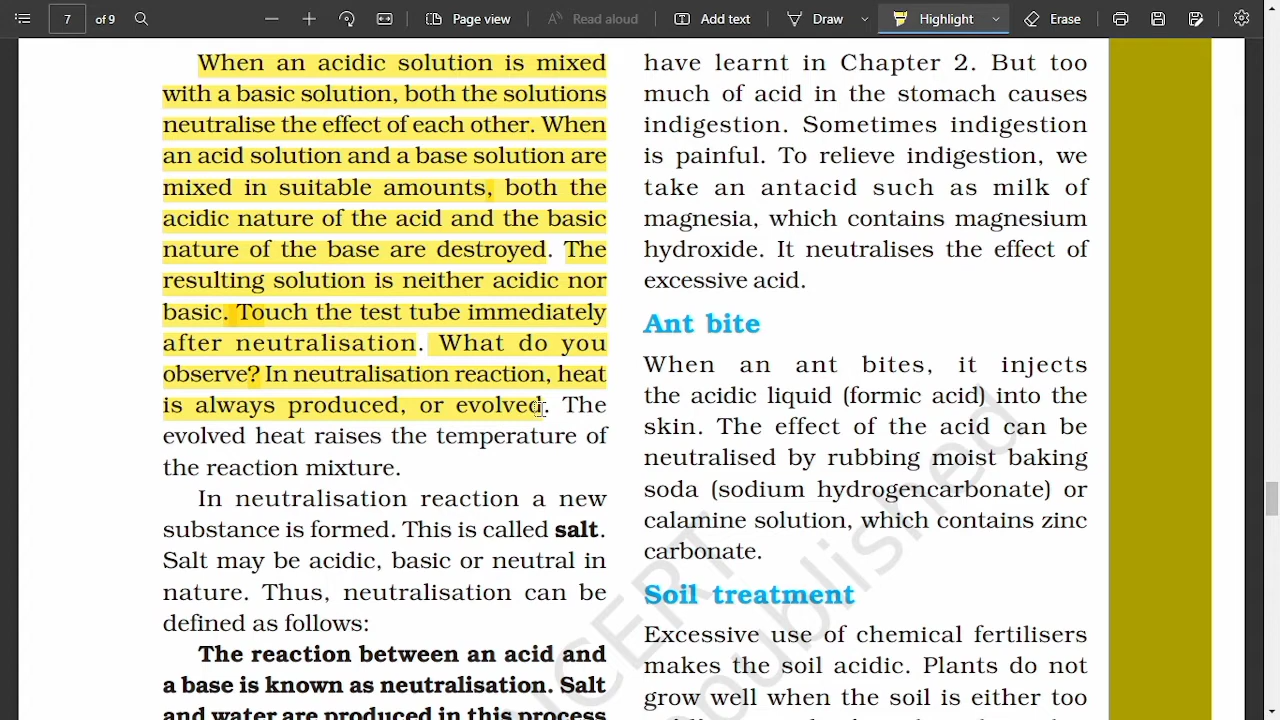 7 of 9
Page view
Read aloud
Add text
Draw
Highlight
Erase
When an acidic solution is mixed
with a basic solution, both the solutions
neutralise the effect of each other. When
an acid solution and a base solution are
mixed in suitable amounts, both the
acidic nature of the acid and the basic
nature of the base are destroyed. The
resulting solution is neither acidic nor
basic. Touch the test tube immediately
after neutralisation. What do you
observe? In neutralisation reaction, heat
is always produced, or evolved. The
evolved heat raises the temperature of
the reaction mixture.
In neutralisation reaction a new
substance is formed. This is called salt.
Salt may be acidic, basic or neutral in
nature. Thus, neutralisation can be
defined as follows:
The reaction between an acid and
a base is known as neutralisation. Salt
and water are produced in this process
have learnt in Chapter 2. But too
much of acid in the stomach causes
indigestion. Sometimes indigestion
is painful. To relieve indigestion, we
take an antacid such as milk of
magnesia, which contains magnesium
hydroxide. It neutralises the effect of
excessive acid.
Ant bite
When an ant bites, it injects
the acidic liquid (formic acid) into the
skin. The effect of the acid can be
neutralised by rubbing moist baking
soda (sodium hydrogencarbonate) or
calamine solution, which contains zinc
carbonate.
Soil treatment
Excessive use of chemical fertilisers
makes the soil acidic. Plants do not
grow well when the soil is either too
NCERT